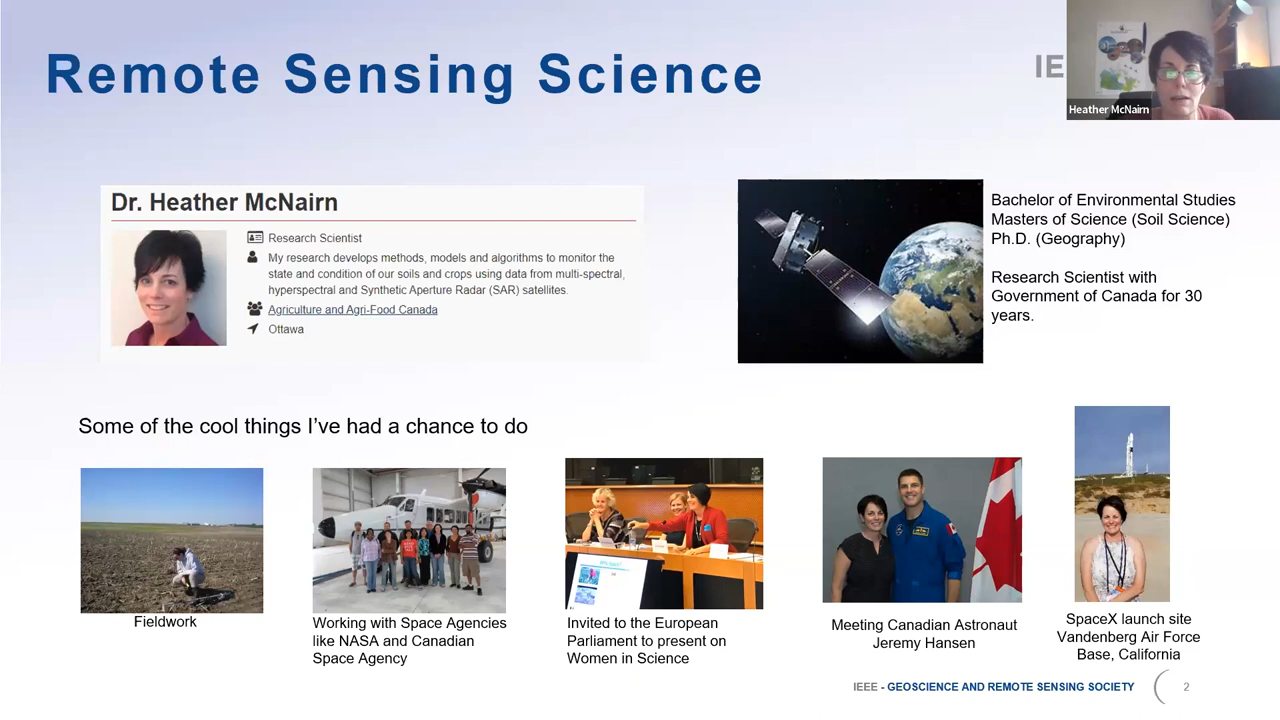 Remote Sensing Science
IE
Heather McNairn
Dr. Heather McNairn
Research Scientist
My research develops methods, models and algorithms to monitor the
state and condition of our soils and crops using data from multi-spectral,
hyperspectral and Synthetic Aperture Radar (SAR) satellites.
Agriculture and Agri-Food Canada
Ottawa
Bachelor of Environmental Studies
Masters of Science (Soil Science)
Ph.D. (Geography)
Research Scientist with
Government of Canada for 30
years.
Some of the cool things I’ve had a chance to do
Fieldwork
Working with Space Agencies
like NASA and Canadian
Space Agency
Invited to the European
Parliament to present on
Women in Science
Meeting Canadian Astronaut
Jeremy Hansen
SpaceX launch site
Vandenberg Air Force
Base, California
IEEE - GEOSCIENCE AND REMOTE SENSING SOCIETY
2